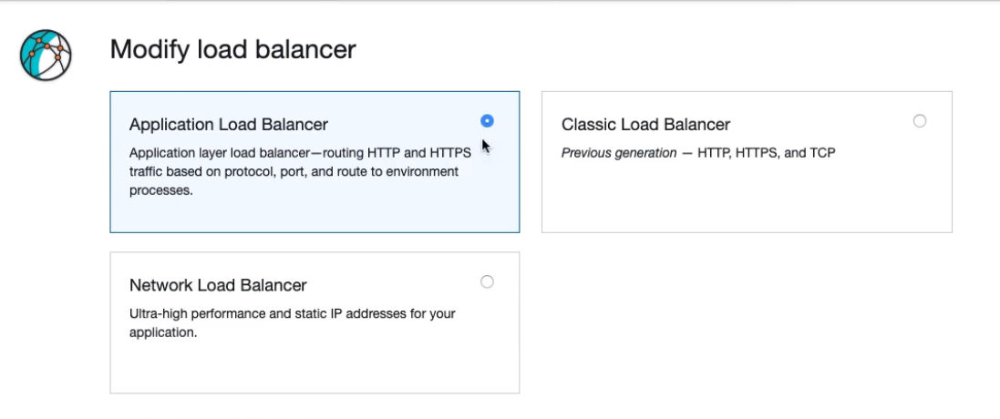 Modify load balancer
Application Load Balancer
Application layer load balancer—routing HTTP and HTTPS
traffic based on protocol, port, and route to environment
processes.
Classic Load Balancer
Previous generation — HTTP, HTTPS, and TCP
Network Load Balancer
Ultra-high performance and static IP addresses for your
application.